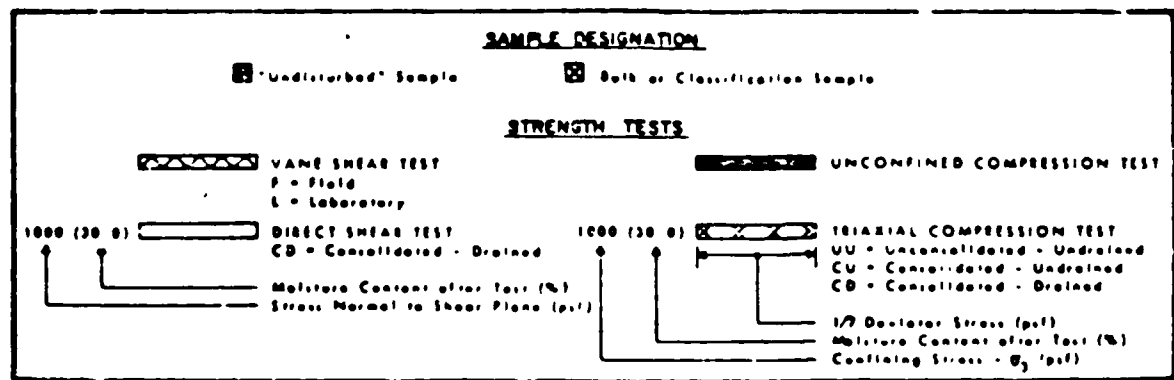 SAMPLE DESIGNATION
"Undisturbed" Sample
Bulk or Classification Sample
STRENGTH TESTS
VANE SHEAR TEST
F = Field
L = Laboratory
UNCONFINED COMPRESSION TEST
1000 (30 0)
DIRECT SHEAR TEST
CD = Consolidated - Drained
Moisture Content after Test (%)
Stress Normal to Shear Plane (psf)
1000 (30 0)
TRIAXIAL COMPRESSION TEST
UU = Unconsolidated - Undrained
CU = Consolidated - Undrained
CD = Consolidated - Drained
1/2 Deviator Stress (psf)
Moisture Content after Test (%)
Confining Stress - σ3 (psf)